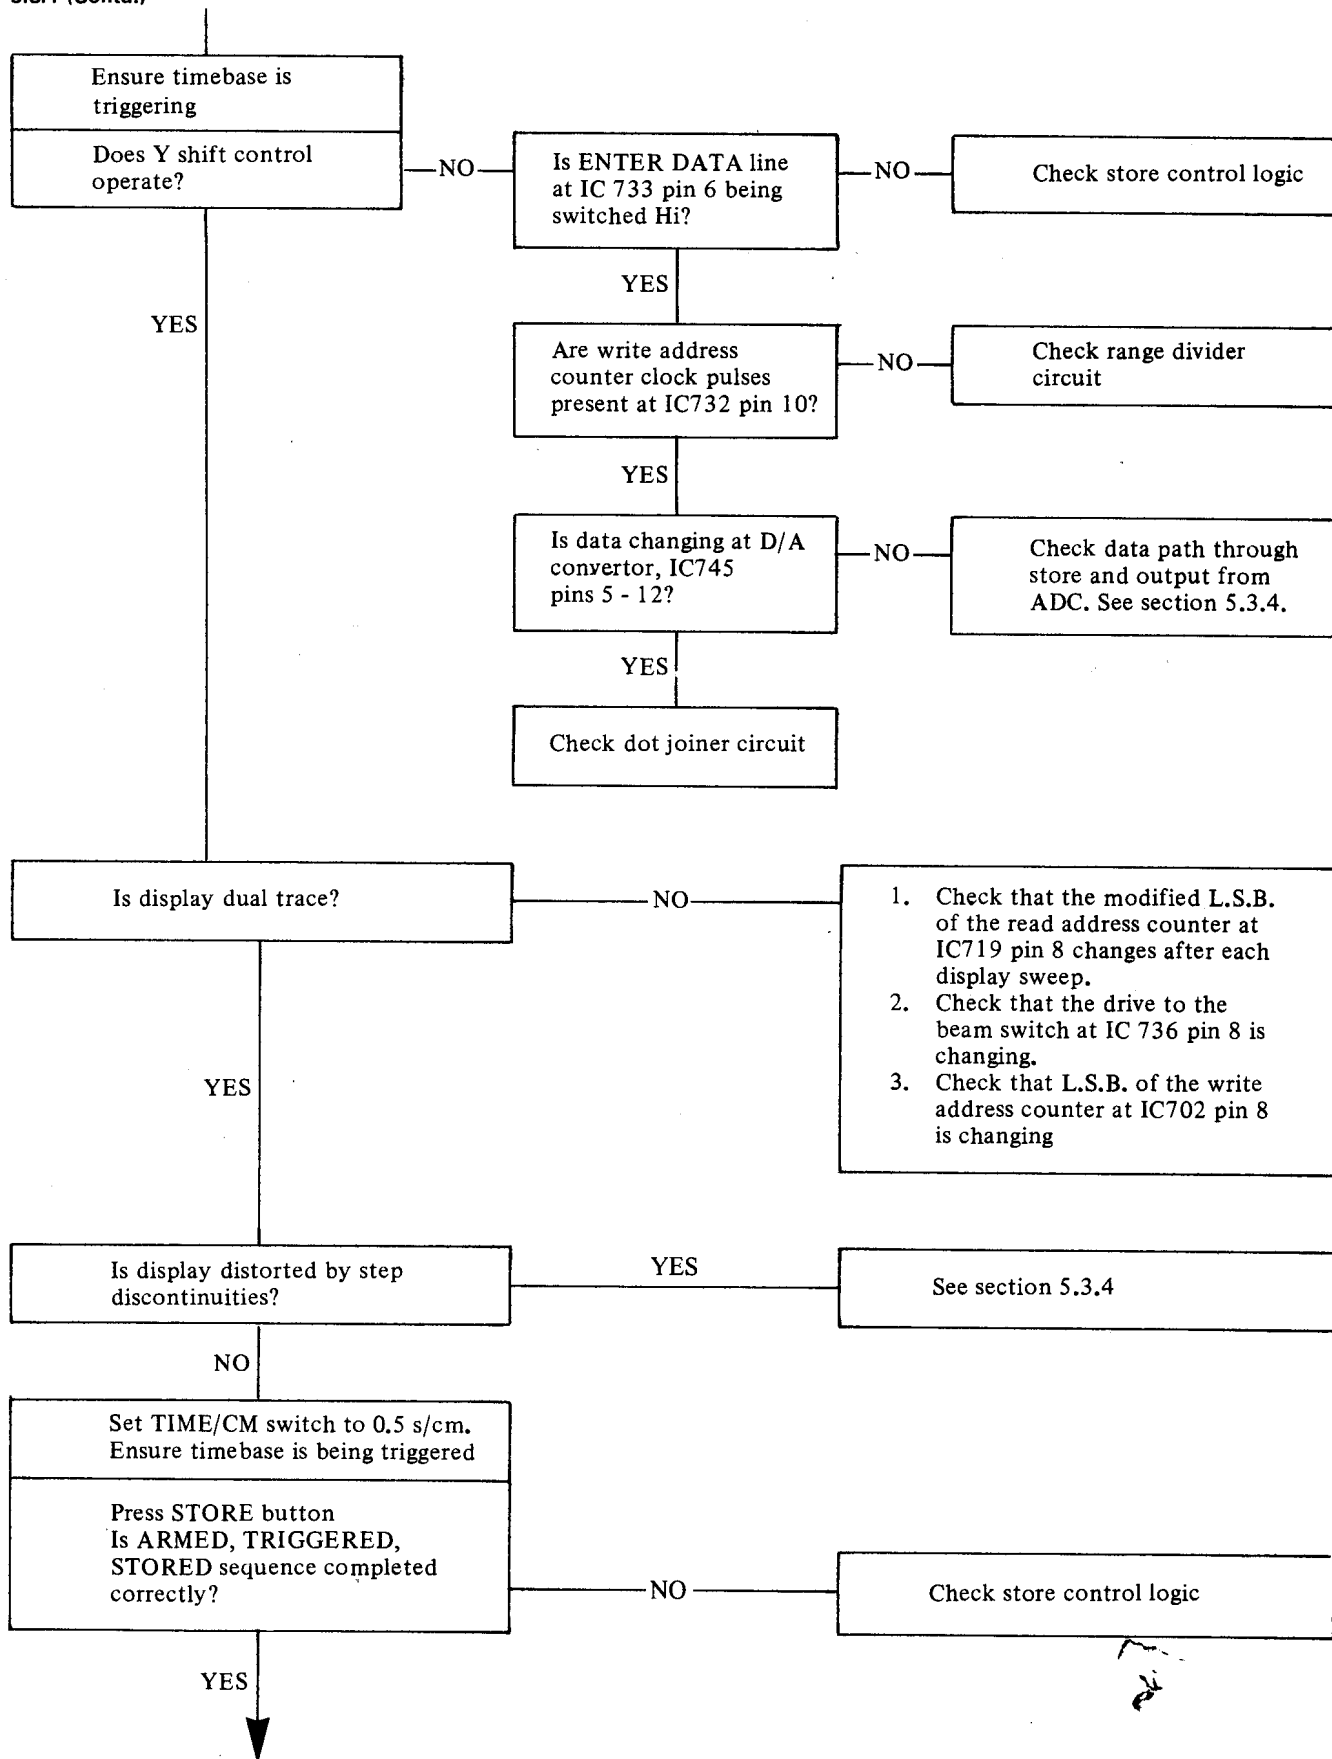 Ensure timebase is
triggering
Does Y shift control
operate?
NO
Is ENTER DATA line
at IC 733 pin 6 being
switched Hi?
NO
Check store control logic
YES
YES
Are write address
counter clock pulses
present at IC732 pin 10?
NO
Check range divider
circuit
YES
Is data changing at D/A
convertor, IC745
pins 5 - 12?
NO
Check data path through
store and output from
ADC. See section 5.3.4.
YES
Check dot joiner circuit
Is display dual trace?
NO
1. Check that the modified L.S.B.
of the read address counter at
IC719 pin 8 changes after each
display sweep.
2. Check that the drive to the
beam switch at IC 736 pin 8 is
changing.
3. Check that L.S.B. of the write
address counter at IC702 pin 8
is changing
YES
Is display distorted by step
discontinuities?
YES
See section 5.3.4
NO
Set TIME/CM switch to 0.5 s/cm.
Ensure timebase is being triggered
Press STORE button
Is ARMED, TRIGGERED,
STORED sequence completed
correctly?
NO
Check store control logic
YES